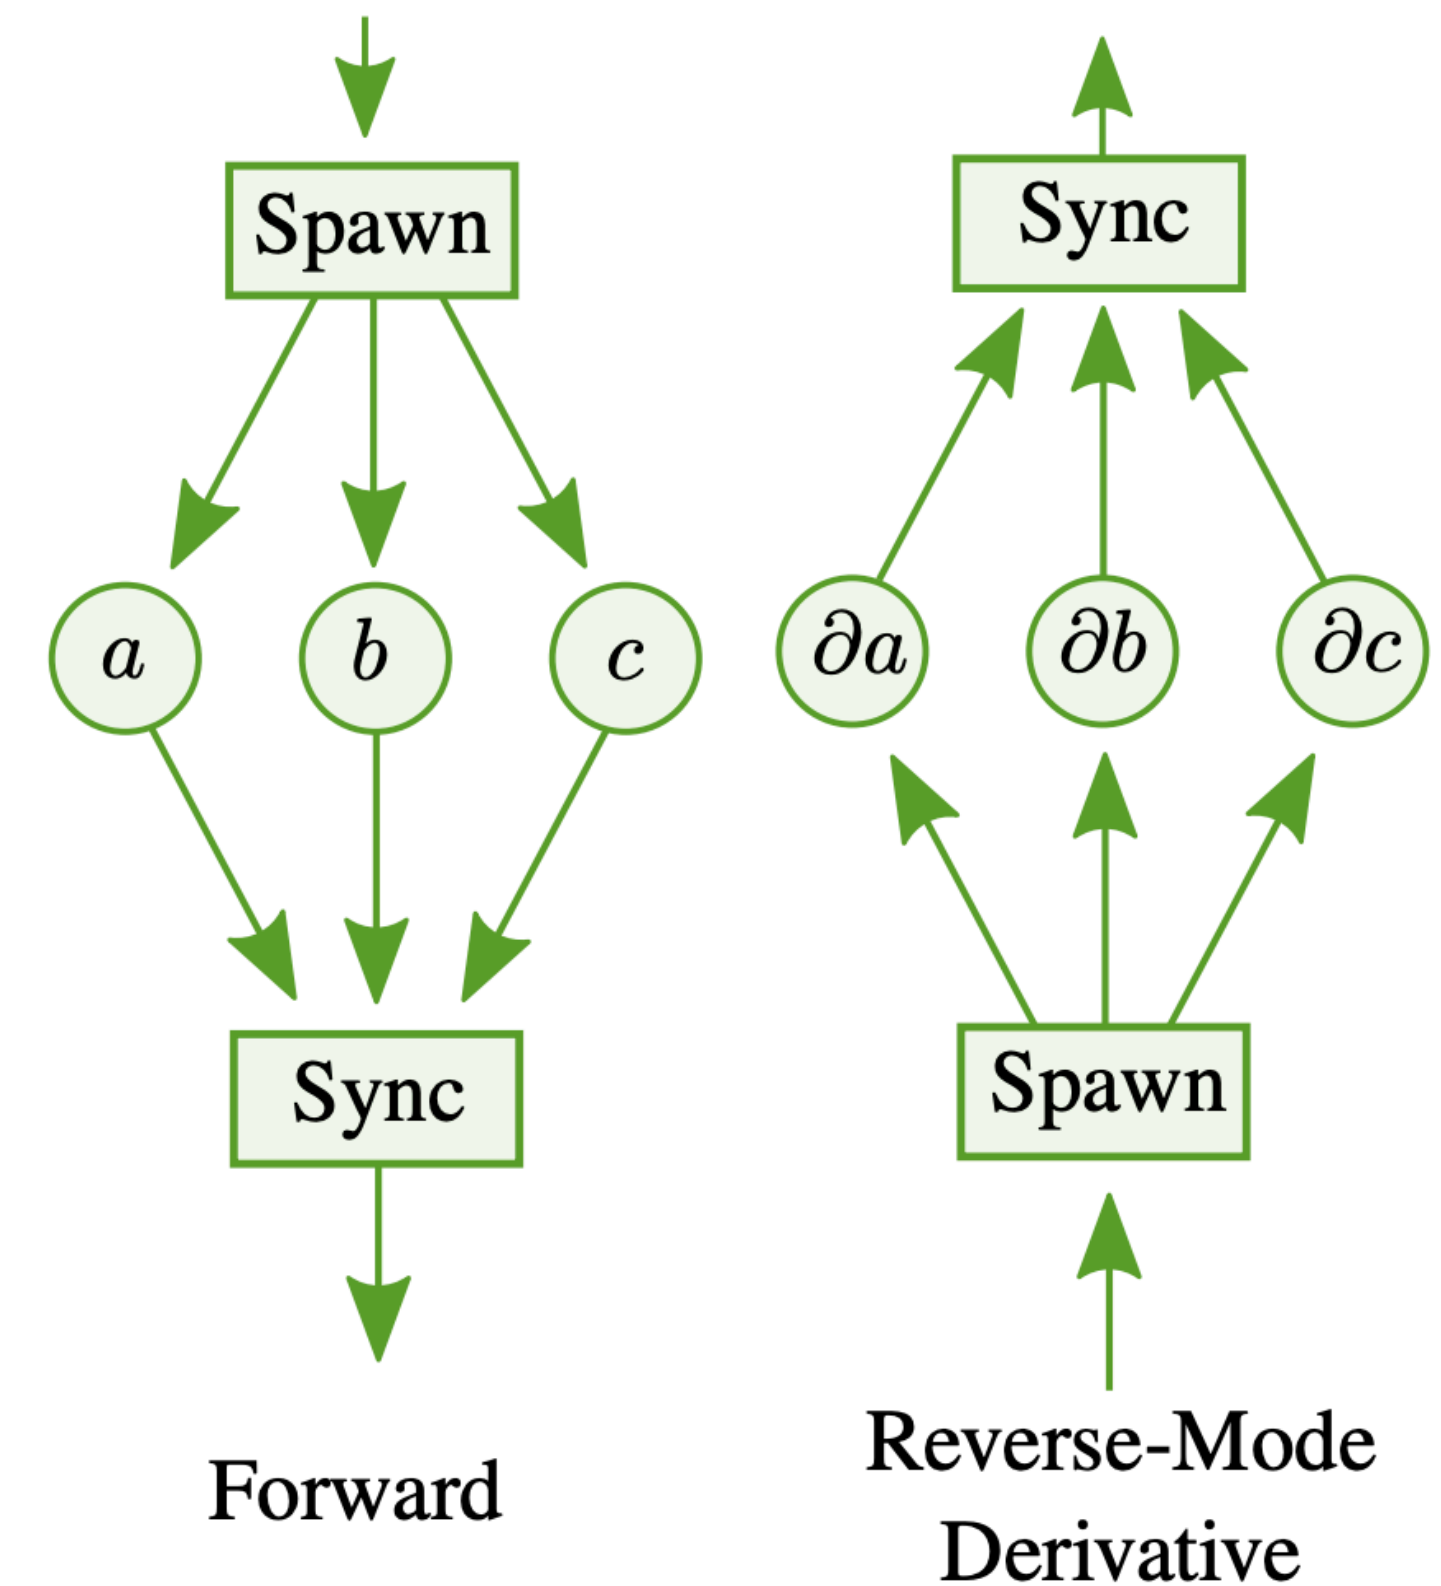 Spawn
a
b
c
Sync
Forward
Sync
∂a
∂b
∂c
Spawn
Reverse-Mode
Derivative